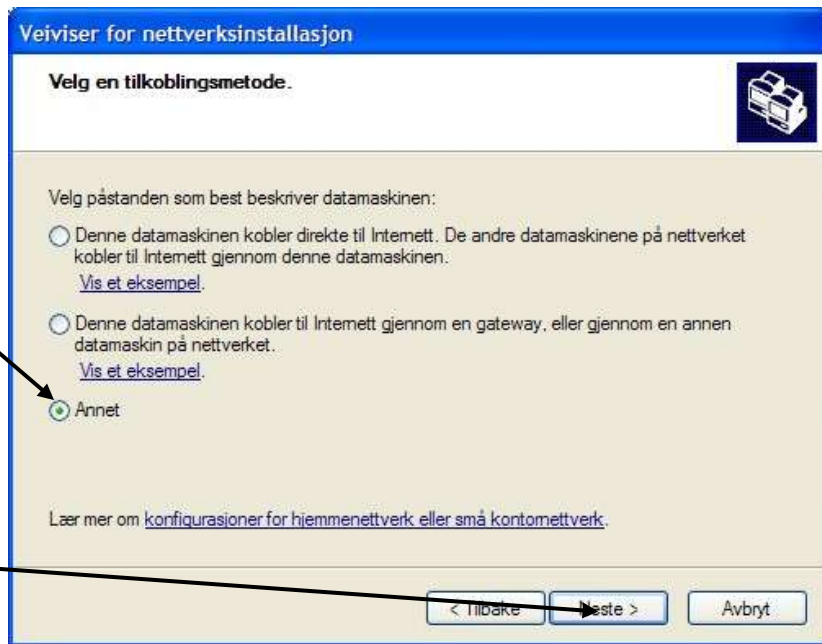 Veiviser for nettverksinstallasjon
Velg en tilkoblingsmetode.
Velg påstanden som best beskriver datamaskinen:
Denne datamaskinen kobler direkte til Internett. De andre datamaskinene på nettverket
kobler til Internett gjennom denne datamaskinen.
Vis et eksempel.
Denne datamaskinen kobler til Internett gjennom en gateway, eller gjennom en annen
datamaskin på nettverket.
Vis et eksempel.
Annet
Lær mer om konfigurasjoner for hjemmenettverk eller små kontornettverk.
< Tilbake
Neste >
Avbryt